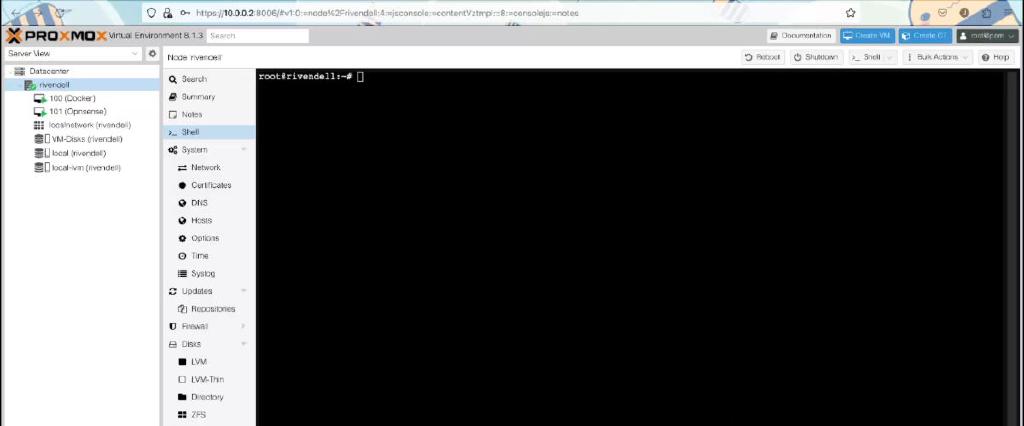 https://10.0.0.2:8006/#v1:0:=node%2Frivendell:4:=jsconsole:=contentVztmpl:::8:=consolejs:=notes
PROXMOX Virtual Environment 8.1.3 Search
Documentation Create VM Create CT root@pam
Server View
Node 'rivendell'
Reboot Shutdown >_ Shell Bulk Actions Help
Datacenter
rivendell
100 (Docker)
101 (Opnsense)
localnetwork (rivendell)
VM-Disks (rivendell)
local (rivendell)
local-lvm (rivendell)
Search
Summary
Notes
>_ Shell
System
Network
Certificates
DNS
Hosts
Options
Time
Syslog
Updates
Repositories
Firewall
Disks
LVM
LVM-Thin
Directory
ZFS
root@rivendell:~#